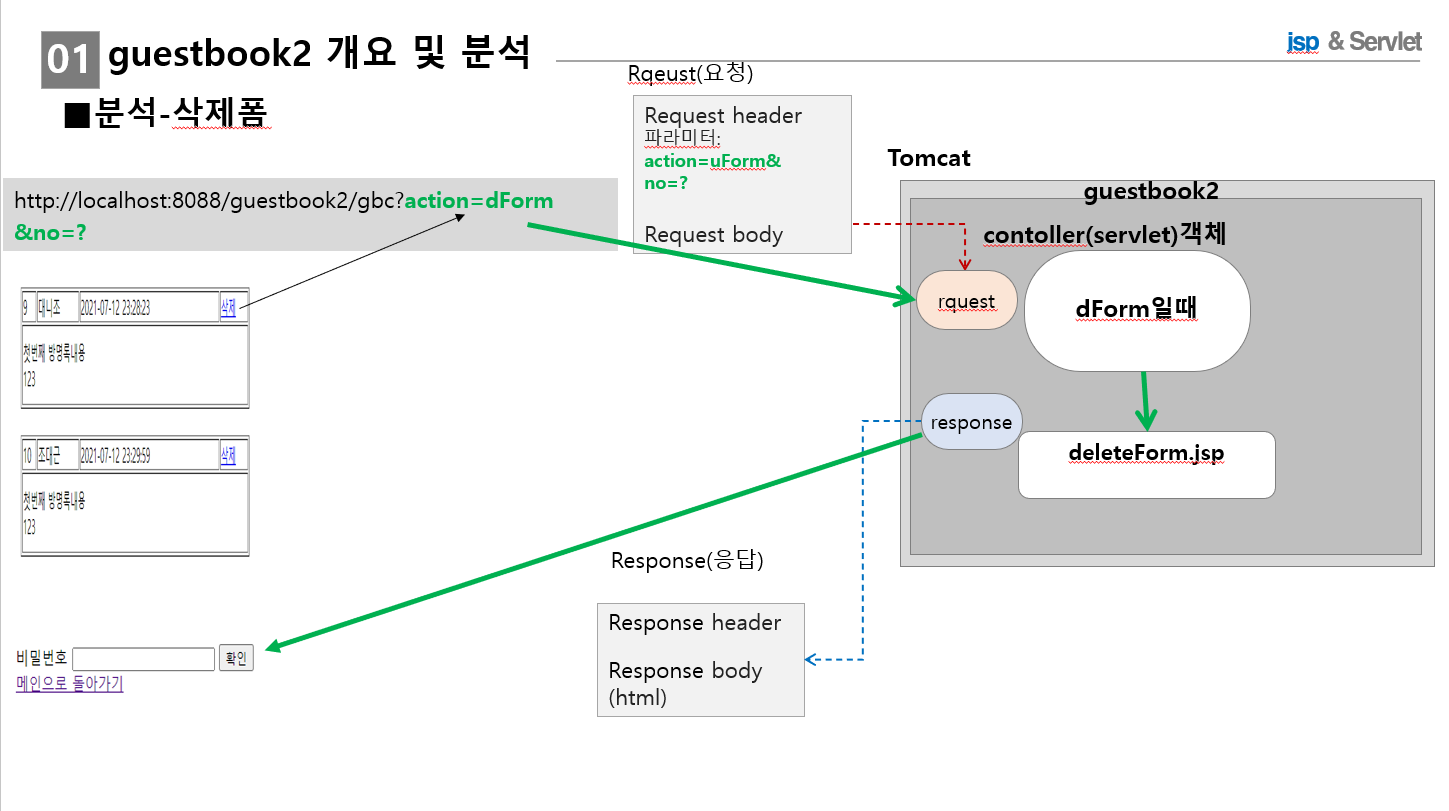 01 guestbook2 개요 및 분석
jsp & Servlet
■분석-삭제폼
Rqeust(요청)
Request header
파라미터:
action=uForm&
no=?
Request body
http://localhost:8088/guestbook2/gbc?action=dForm
&no=?
Tomcat
guestbook2
contoller(servlet)객체
rquest
dForm일때
response
deleteForm.jsp
9 대니조 2021-07-12 23:28:23 삭제
첫번째 방명록내용
123
10 조대근 2021-07-12 23:29:59 삭제
첫번째 방명록내용
123
Response(응답)
Response header
Response body
(html)
비밀번호 확인
메인으로 돌아가기